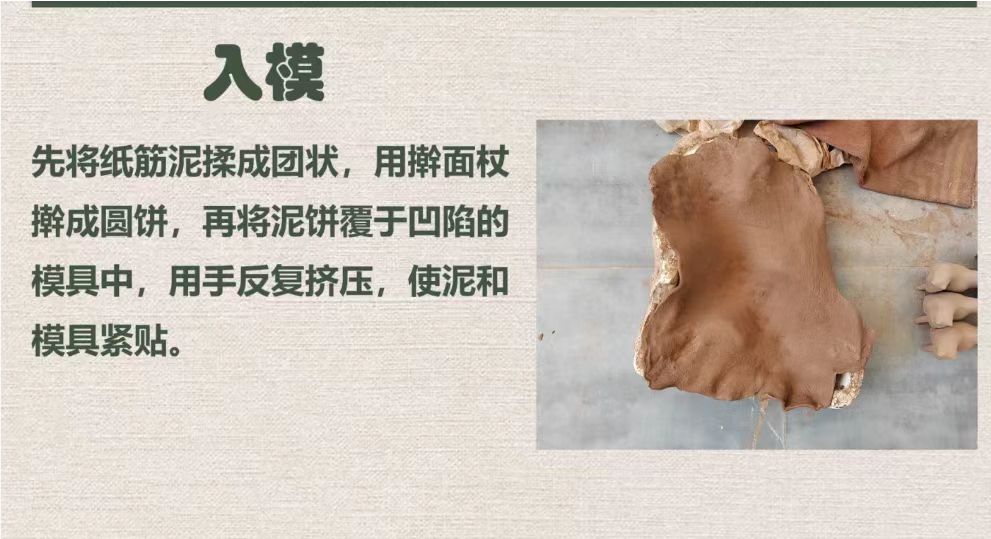 入模
先将纸筋泥揉成团状，用擀面杖
擀成圆饼，再将泥饼覆于凹陷的
模具中，用手反复挤压，使泥和
模具紧贴。